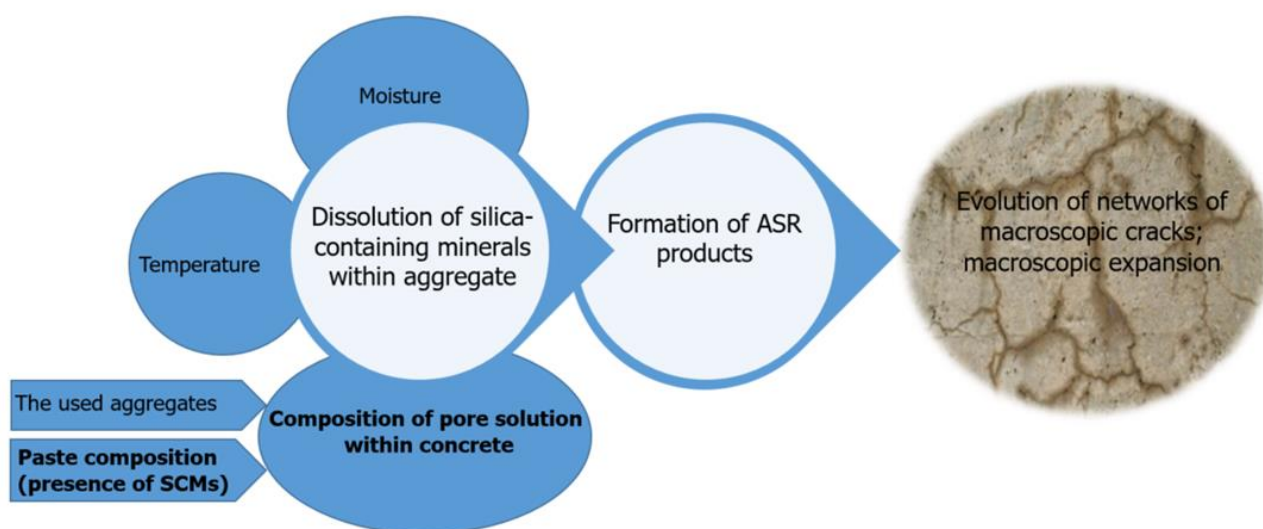 Moisture
Temperature
Dissolution of silica-
containing minerals
within aggregate
Formation of ASR
products
Evolution of networks of
macroscopic cracks;
macroscopic expansion
The used aggregates
Paste composition
(presence of SCMs)
Composition of pore solution
within concrete